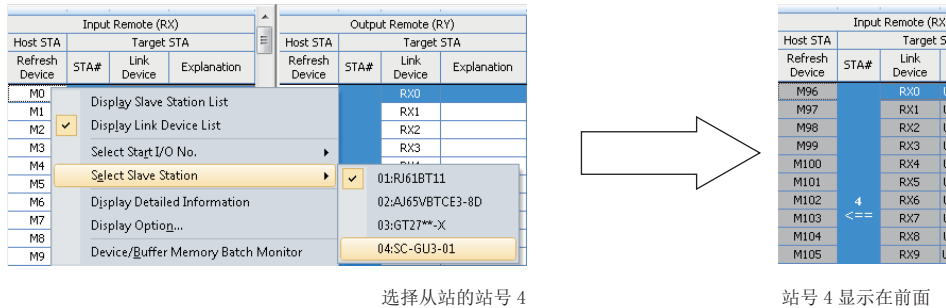 Input Remote (RX) Output Remote (RY)
Host STA Target STA Host STA Target STA
Refresh Device STA# Link Device Explanation Refresh Device STA# Link Device Explanation
M0 RX0
M1 RX1
M2 RX2
M3 RX3
M4
M5
M6
M7
M8
M9
Display Slave Station List
Display Link Device List
Select Start I/O No.
Select Slave Station
Display Detailed Information
Display Option...
Device/Buffer Memory Batch Monitor
01:RJ61BT11
02:AJ65VBTCE3-8D
03:GT27**-X
04:SC-GU3-01
选择从站的站号 4
Input Remote (RX
Host STA Target S
Refresh Device STA# Link Device
M96 RX0
M97 RX1
M98 RX2
M99 RX3
M100 RX4
M101 RX5
M102 4 RX6
M103 <== RX7
M104 RX8
M105 RX9
站号 4 显示在前面